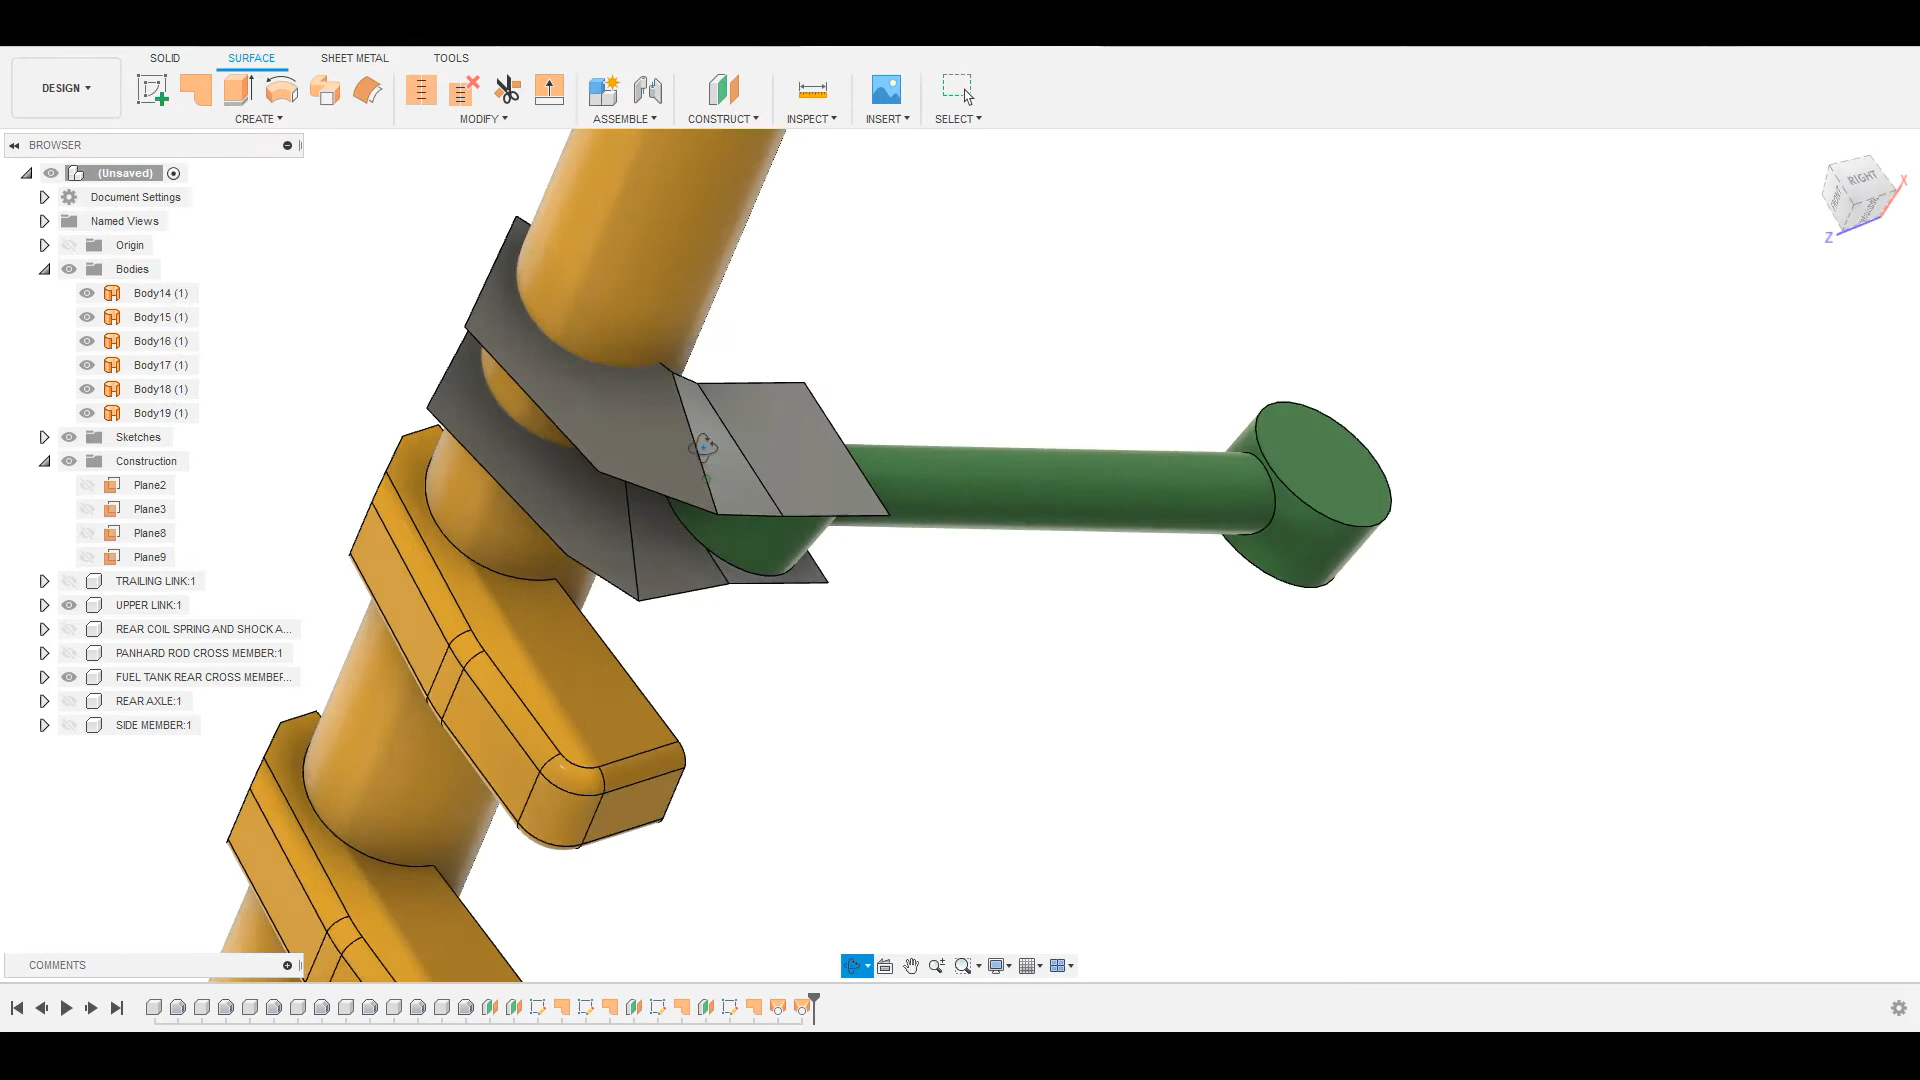 SOLID
SURFACE
SHEET METAL
TOOLS
DESIGN
CREATE
MODIFY
ASSEMBLE
CONSTRUCT
INSPECT
INSERT
SELECT
BROWSER
(Unsaved)
Document Settings
Named Views
Origin
Bodies
Body14 (1)
Body15 (1)
Body16 (1)
Body17 (1)
Body18 (1)
Body19 (1)
Sketches
Construction
Plane2
Plane3
Plane8
Plane9
TRAILING LINK:1
UPPER LINK:1
REAR COIL SPRING AND SHOCK A...
PANHARD ROD CROSS MEMBER:1
FUEL TANK REAR CROSS MEMBER...
REAR AXLE:1
SIDE MEMBER:1
RIGHT
X
Z
COMMENTS